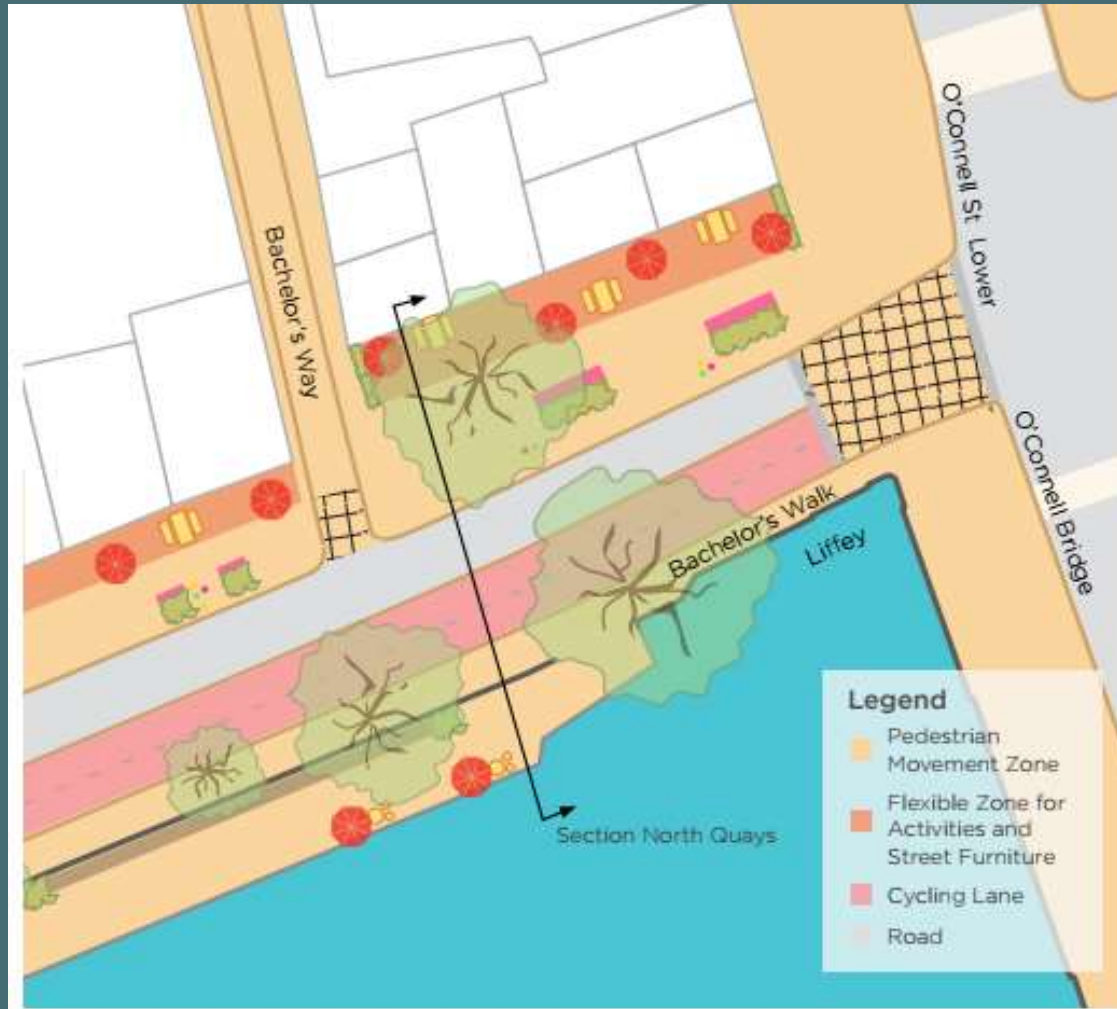 O'Connell St Lower
Bachelor's Way
O'Connell Bridge
Bachelor's Walk
Liffey
Section North Quays
Legend
Pedestrian
Movement Zone
Flexible Zone for
Activities and
Street Furniture
Cycling Lane
Road